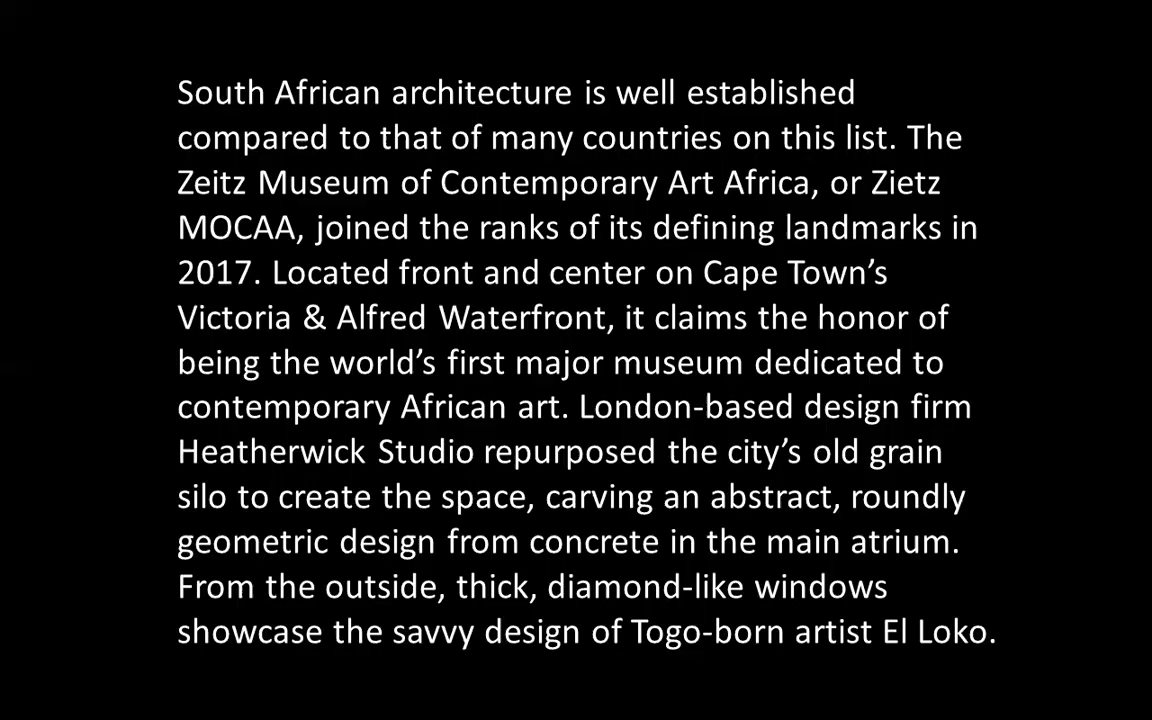 South African architecture is well established
compared to that of many countries on this list. The
Zeitz Museum of Contemporary Art Africa, or Zietz
MOCAA, joined the ranks of its defining landmarks in
2017. Located front and center on Cape Town’s
Victoria & Alfred Waterfront, it claims the honor of
being the world’s first major museum dedicated to
contemporary African art. London-based design firm
Heatherwick Studio repurposed the city’s old grain
silo to create the space, carving an abstract, roundly
geometric design from concrete in the main atrium.
From the outside, thick, diamond-like windows
showcase the savvy design of Togo-born artist El Loko.